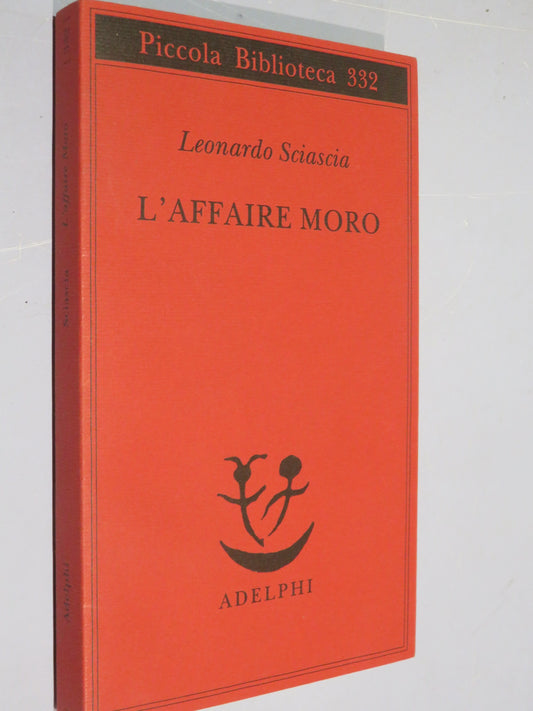 Piccola Biblioteca 332
Leonardo Sciascia
L'AFFAIRE MORO
ADELPHI
Sciascia L'affaire Moro
Adelphi